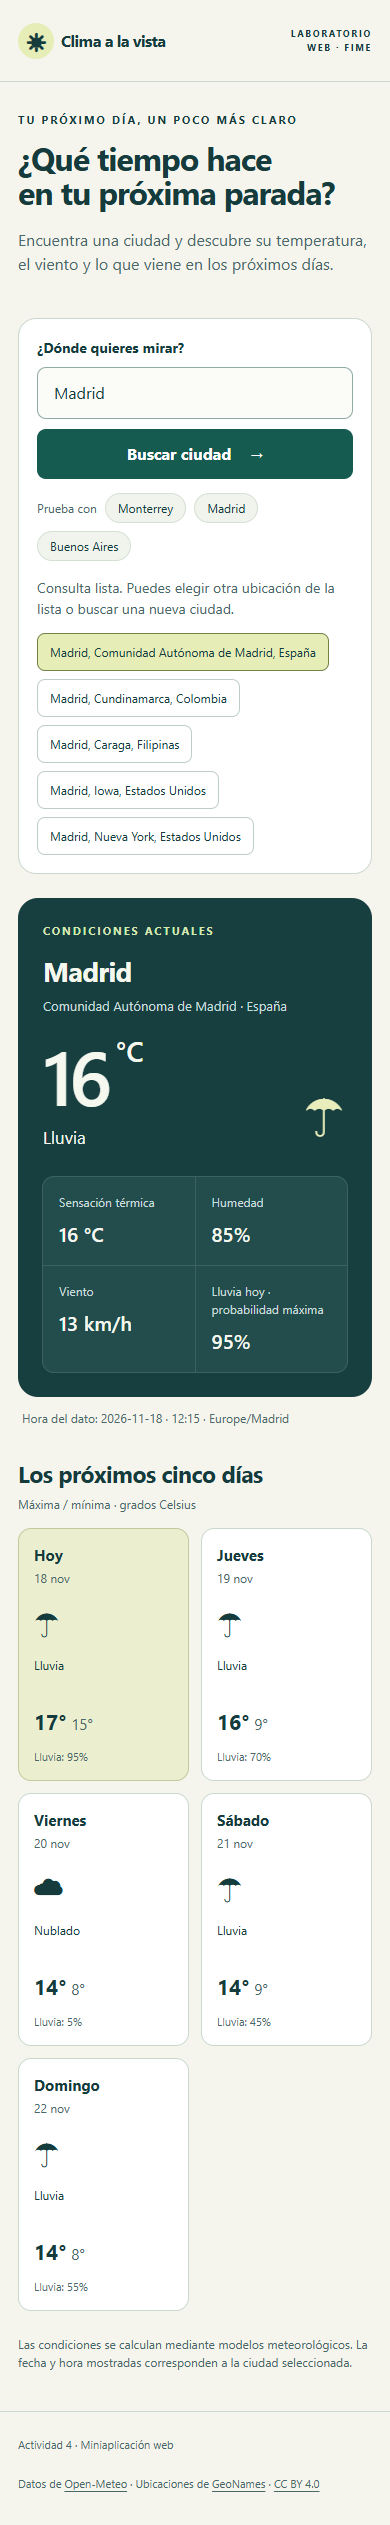 Clima a la vista
LABORATORIO
WEB · FIME
TU PRÓXIMO DÍA, UN POCO MÁS CLARO
¿Qué tiempo hace
en tu próxima parada?
Encuentra una ciudad y descubre su temperatura,
el viento y lo que viene en los próximos días.
¿Dónde quieres mirar?
Madrid
Buscar ciudad →
Prueba con Monterrey Madrid
Buenos Aires
Consulta lista. Puedes elegir otra ubicación de la
lista o buscar una nueva ciudad.
Madrid, Comunidad Autónoma de Madrid, España
Madrid, Cundinamarca, Colombia
Madrid, Caraga, Filipinas
Madrid, Iowa, Estados Unidos
Madrid, Nueva York, Estados Unidos
CONDICIONES ACTUALES
Madrid
Comunidad Autónoma de Madrid · España
16 °C
Lluvia
Sensación térmica
16 °C
Humedad
85%
Viento
13 km/h
Lluvia hoy ·
probabilidad máxima
95%
Hora del dato: 2026-11-18 · 12:15 · Europe/Madrid
Los próximos cinco días
Máxima / mínima · grados Celsius
Hoy
18 nov
Lluvia
17° 15°
Lluvia: 95%
Jueves
19 nov
Lluvia
16° 9°
Lluvia: 70%
Viernes
20 nov
Nublado
14° 8°
Lluvia: 5%
Sábado
21 nov
Lluvia
14° 9°
Lluvia: 45%
Domingo
22 nov
Lluvia
14° 8°
Lluvia: 55%
Las condiciones se calculan mediante modelos meteorológicos. La
fecha y hora mostradas corresponden a la ciudad seleccionada.
Actividad 4 · Miniaplicación web
Datos de Open-Meteo · Ubicaciones de GeoNames · CC BY 4.0